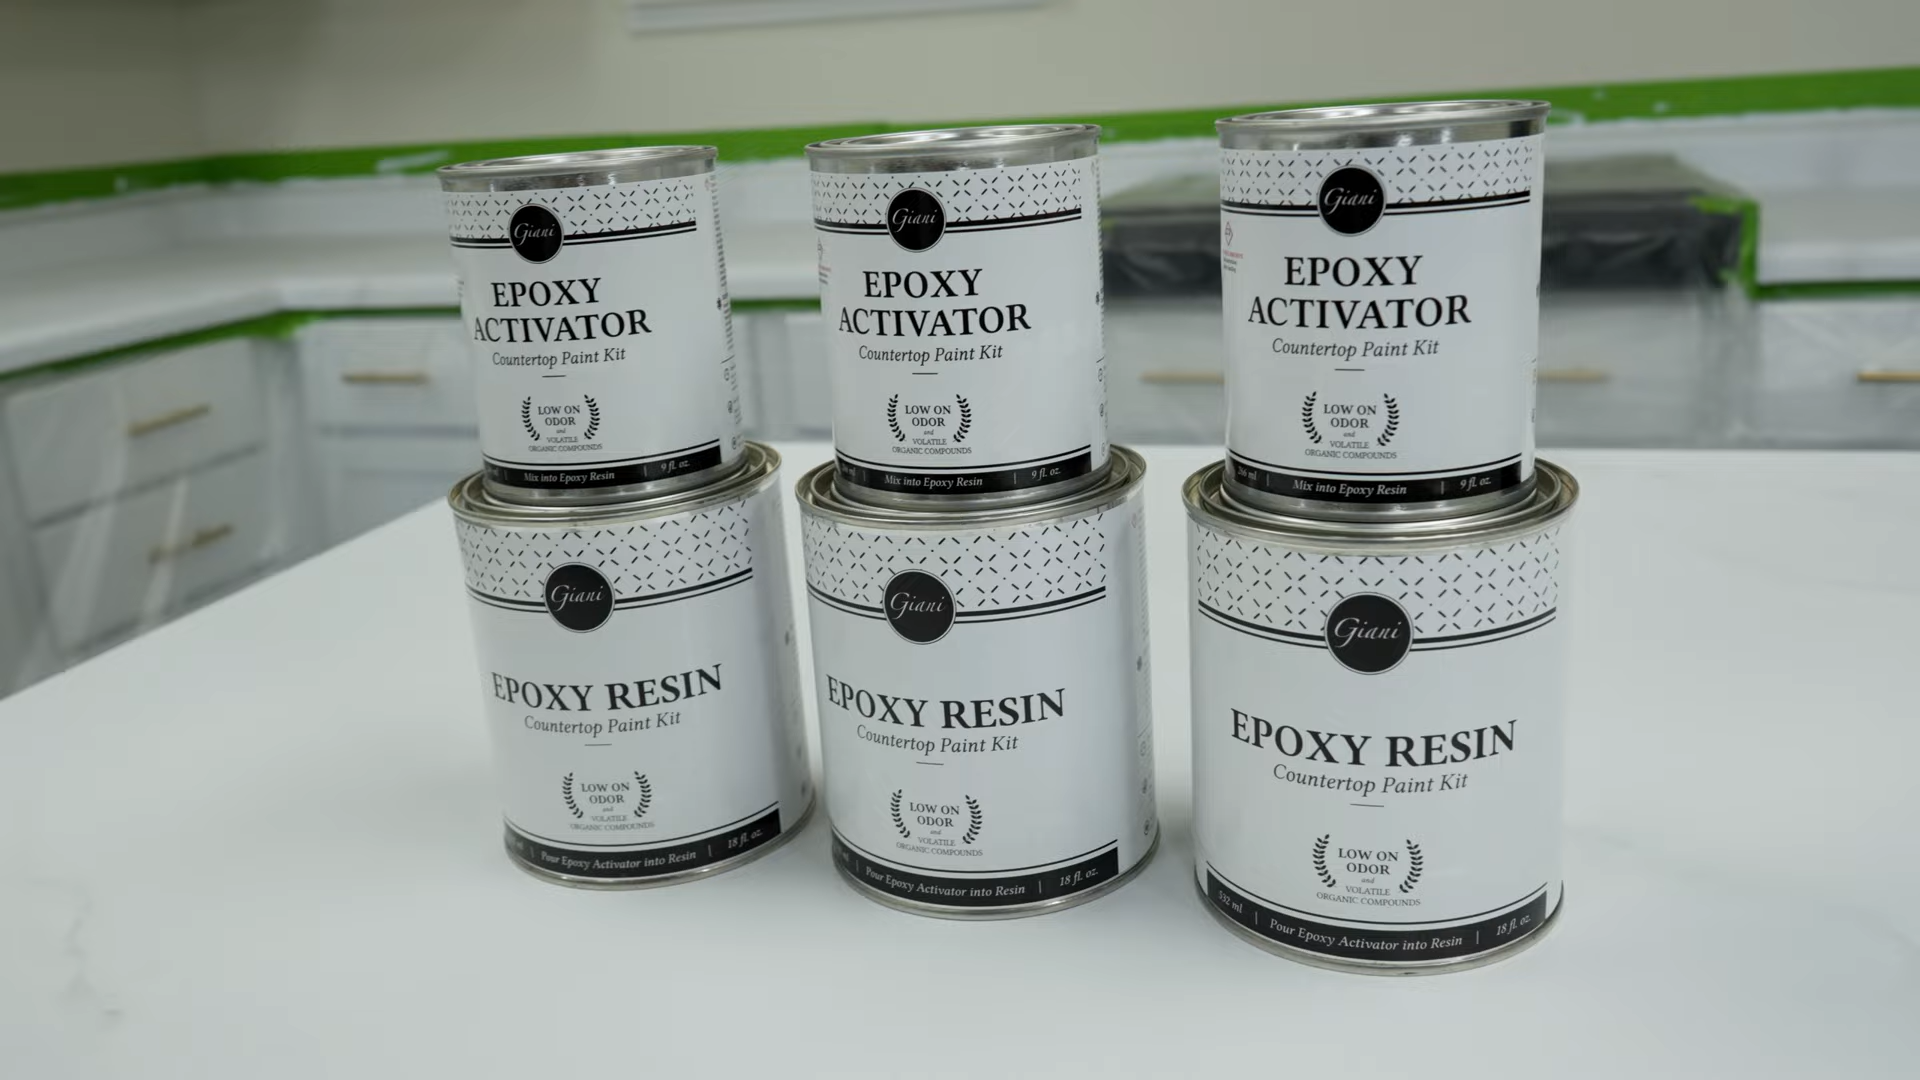 Giani
EPOXY
ACTIVATOR
Countertop Paint Kit
LOW ON
ODOR
and
VOLATILE
ORGANIC COMPOUNDS
Mix into Epoxy Resin | 9 fl. oz.
Giani
EPOXY
ACTIVATOR
Countertop Paint Kit
LOW ON
ODOR
and
VOLATILE
ORGANIC COMPOUNDS
ml | Mix into Epoxy Resin | 9 fl. oz.
Giani
EPOXY
ACTIVATOR
Countertop Paint Kit
LOW ON
ODOR
and
VOLATILE
ORGANIC COMPOUNDS
266 ml | Mix into Epoxy Resin | 9 fl. oz.
Giani
EPOXY RESIN
Countertop Paint Kit
LOW ON
ODOR
and
VOLATILE
ORGANIC COMPOUNDS
Pour Epoxy Activator into Resin | 18 fl. oz.
Giani
EPOXY RESIN
Countertop Paint Kit
LOW ON
ODOR
and
VOLATILE
ORGANIC COMPOUNDS
ml | Pour Epoxy Activator into Resin | 18 fl. oz.
Giani
EPOXY RESIN
Countertop Paint Kit
LOW ON
ODOR
and
VOLATILE
ORGANIC COMPOUNDS
532 ml | Pour Epoxy Activator into Resin | 18 fl. oz.